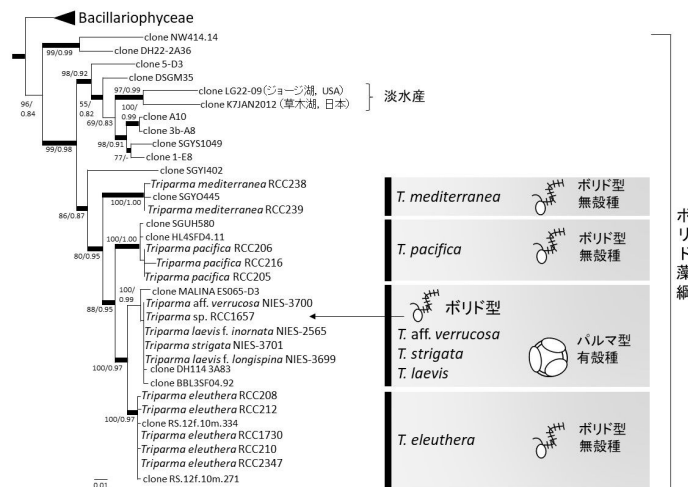 Bacillariophyceae
clone NW414.14
99/0.99
clone DH22-2A36
5-D3
98/0.92
clone DSGM35
97/0.99
clone LG22-09 (ジョージ湖, USA)
淡水産
96/
0.84
55/
0.82
100/
0.99
clone K7JAN2012 (草木湖, 日本)
69/0.83
clone A10
clone 3b-A8
99/0.98
98/0.91
clone SGYS1049
77/-
clone 1-E8
clone SGYI402
Triparma mediterranea RCC238
86/0.87
100/1.00
clone SGYO445
Triparma mediterranea RCC239
T. mediterranea
ボリド型
無殻種
clone SGUH580
100/1.00
clone HL4SFD4.11
80/0.95
Triparma pacifica RCC206
Triparma pacifica RCC216
Triparma pacifica RCC205
T. pacifica
ボリド型
無殻種
ボリド藻綱
100/
0.99
clone MALINA ES065-D3
88/0.95
Triparma aff. verrucosa NIES-3700
Triparma sp. RCC1657
Triparma laevis f. inornata NIES-2565
Triparma strigata NIES-3701
Triparma laevis f. longispina NIES-3699
100/0.97
clone DH114 3A83
clone BBL3SF04.92
ボリド型
T. aff. verrucosa
T. strigata
T. laevis
パルマ型
有殻種
Triparma eleuthera RCC208
100/0.97
Triparma eleuthera RCC212
clone RS.12f.10m.334
Triparma eleuthera RCC1730
Triparma eleuthera RCC210
Triparma eleuthera RCC2347
clone RS.12f.10m.271
T. eleuthera
ボリド型
無殻種
0.01